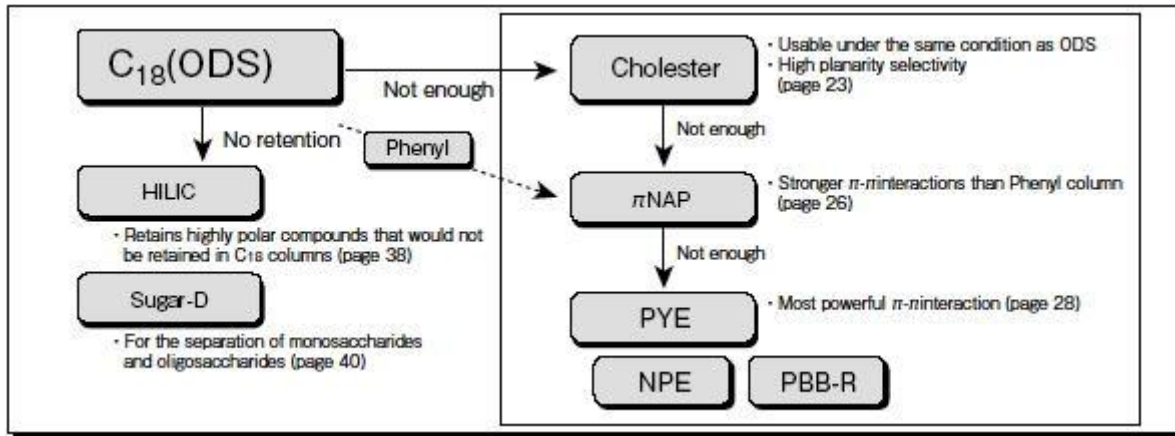 C18(ODS)
Not enough
Cholester
・Usable under the same condition as ODS
・High planarity selectivity
(page 23)
No retention
Phenyl
Not enough
HILIC
・Retains highly polar compounds that would not
be retained in C18 columns (page 38)
πNAP
・Stronger π-πinteractions than Phenyl column
(page 26)
Not enough
Sugar-D
・For the separation of monosaccharides
and oligosaccharides (page 40)
PYE
・Most powerful π-πinteraction (page 28)
NPE
PBB-R